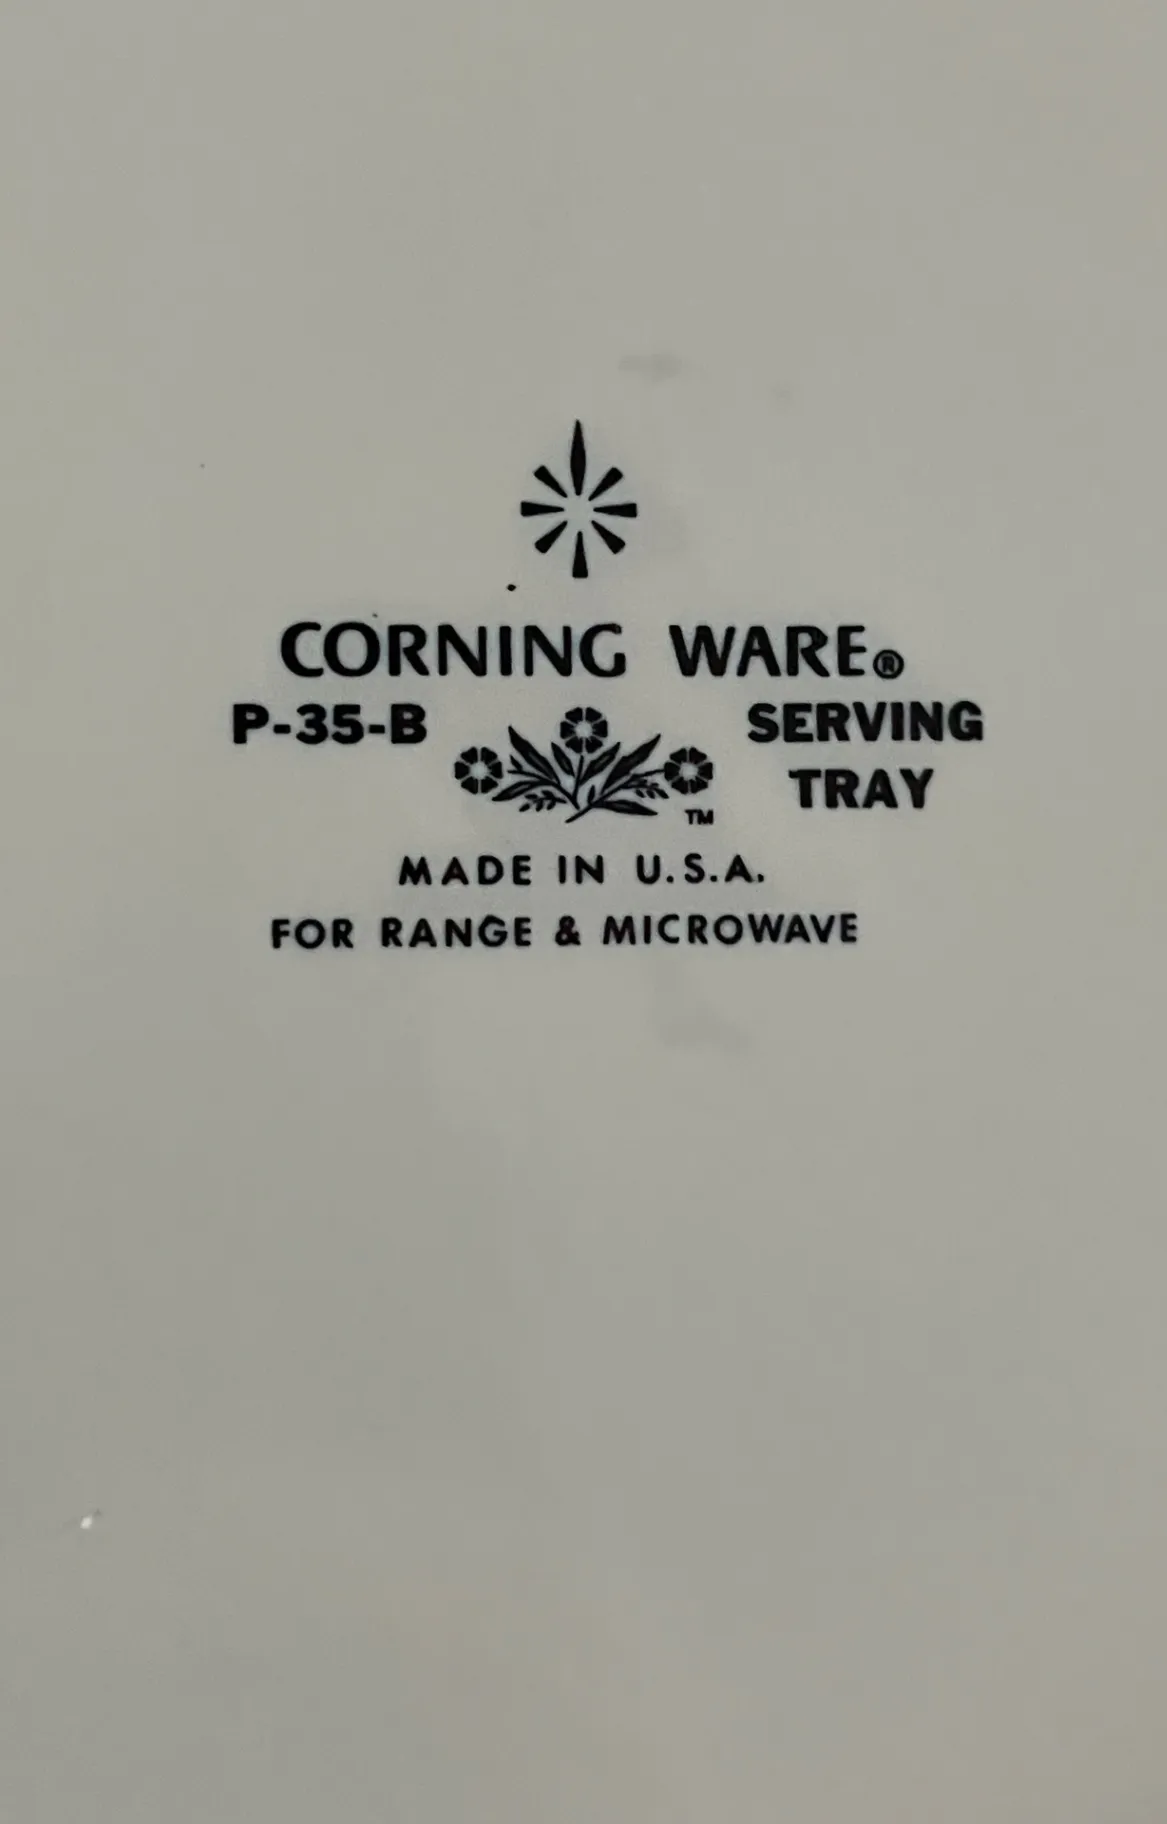 CORNING WARE®
P-35-B SERVING
TRAY
TM
MADE IN U.S.A.
FOR RANGE & MICROWAVE